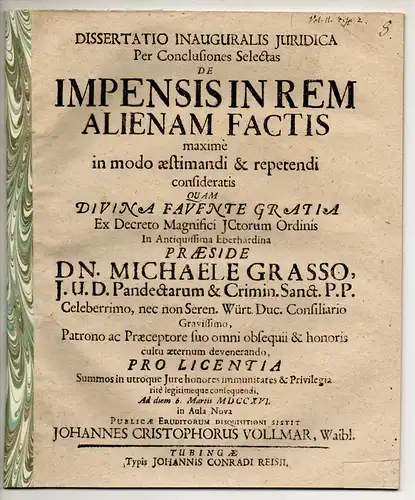 Vol. II.
DISSERTATIO INAUGURALIS JURIDICA
Per Conclusiones Selectas
DE
IMPENSIS IN REM
ALIENAM FACTIS
maximè
in modo æstimandi & repetendi
consideratis
QUAM
DIVINA FAVENTE GRATIA
Ex Decreto Magnifici JCtorum Ordinis
In Antiquissima Eberhardina
PRÆSIDE
DN. MICHAELE GRASSO,
J. U. D. Pandectarum & Crimin. Sanct. P. P.
Celeberrimo, nec non Seren. Würt. Duc. Consiliario
Gravissimo,
Patrono ac Præceptore suo omni obsequii & honoris
cultu æternum devenerando,
PRO LICENTIA
Summos in utroque Jure honores immunitates & Privilegia
ritè legitimeque consequendi,
Ad diem 6. Martii MDCCXVI.
in Aula Nova
PUBLICÆ ERUDITORUM DISQUISITIONI SISTIT
JOHANNES CRISTOPHORUS VOLLMAR, Waibl.
TUBINGÆ
Typis JOHANNIS CONRADI REISII.